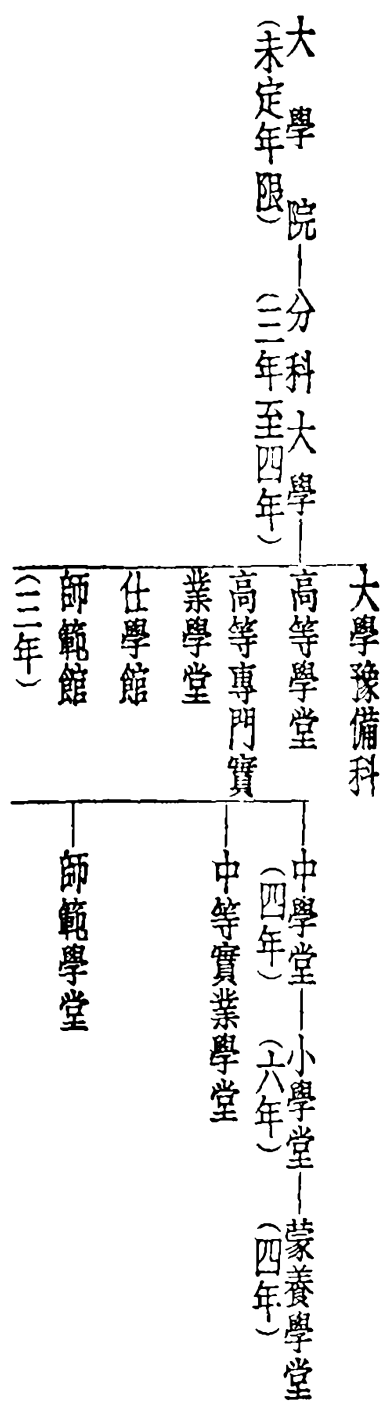 大學院
(未定年限)
分科大學
(三年至四年)
大學豫備科
高等學堂
高等專門實
業學堂
仕學館
師範館
(三年)
中學堂
(四年)
小學堂
(六年)
蒙養學堂
(四年)
中等實業學堂
師範學堂